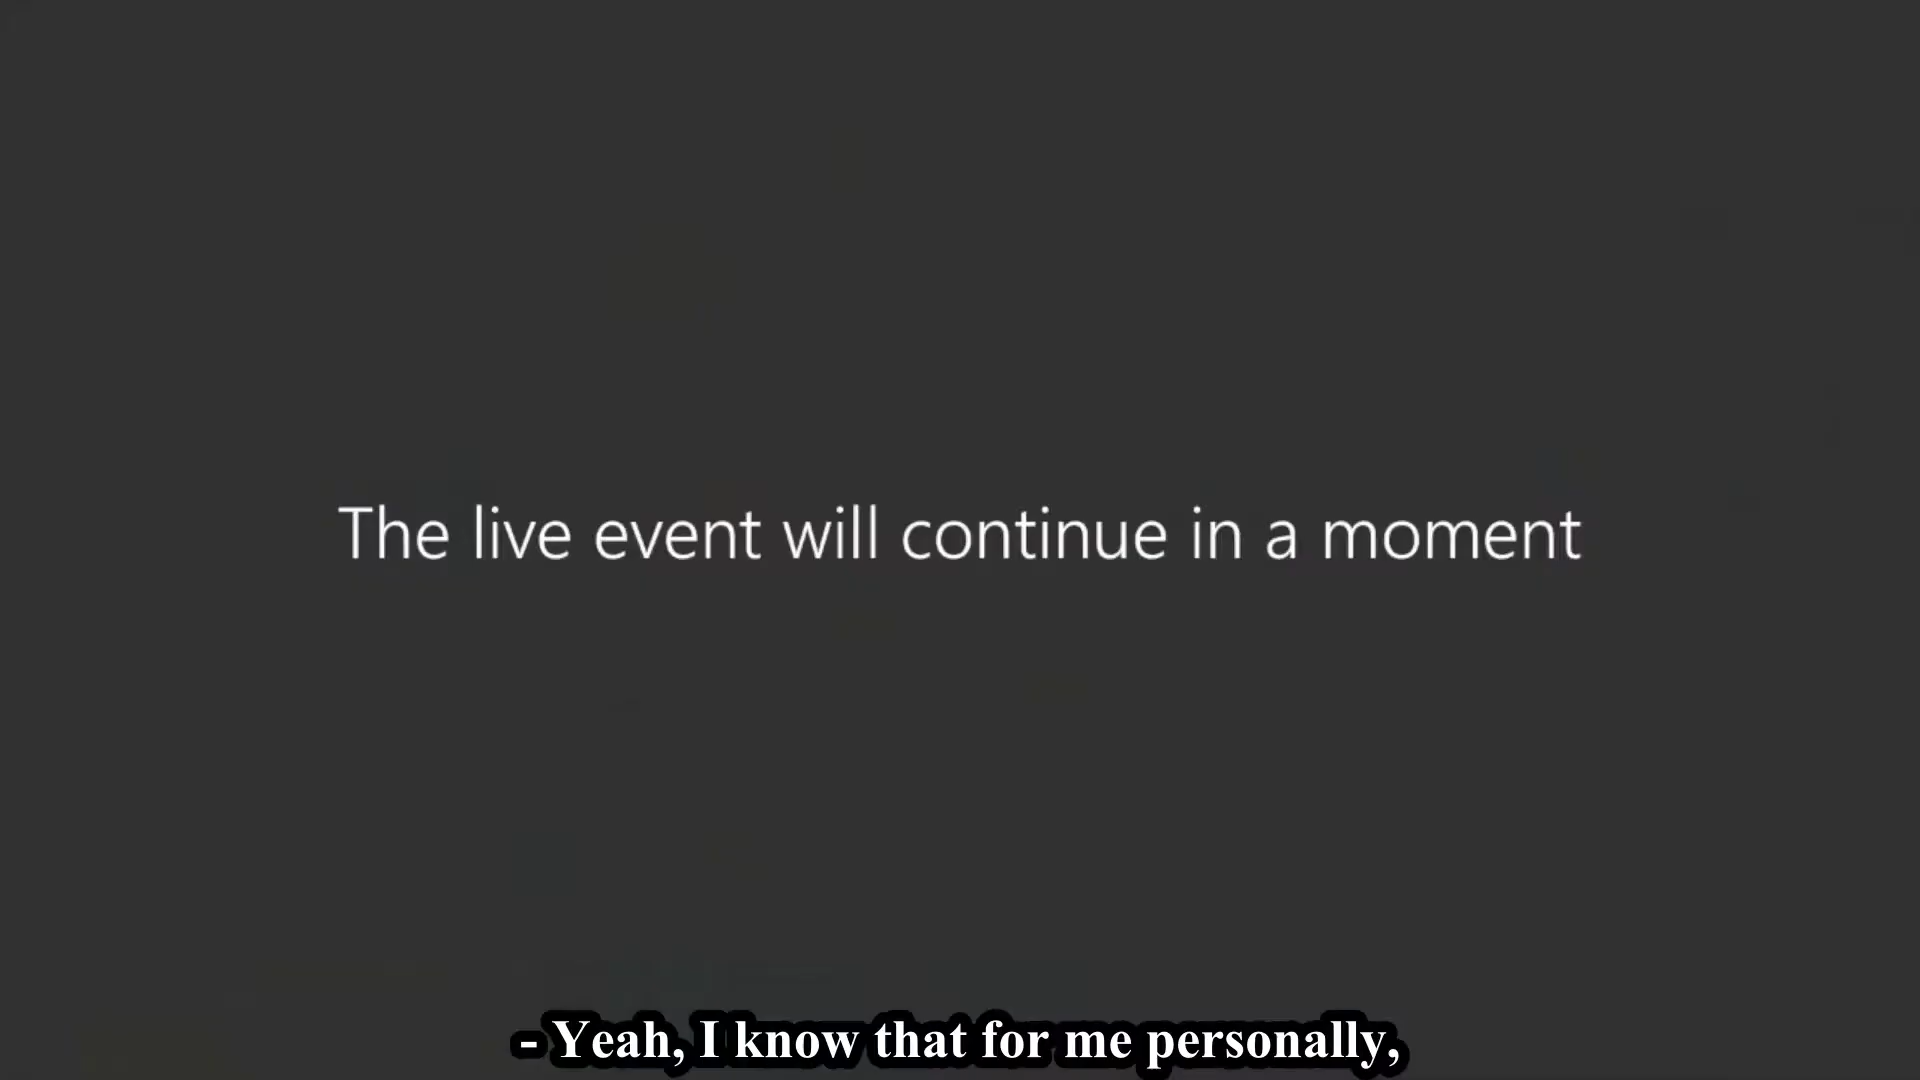 The live event will continue in a moment
- Yeah, I know that for me personally,